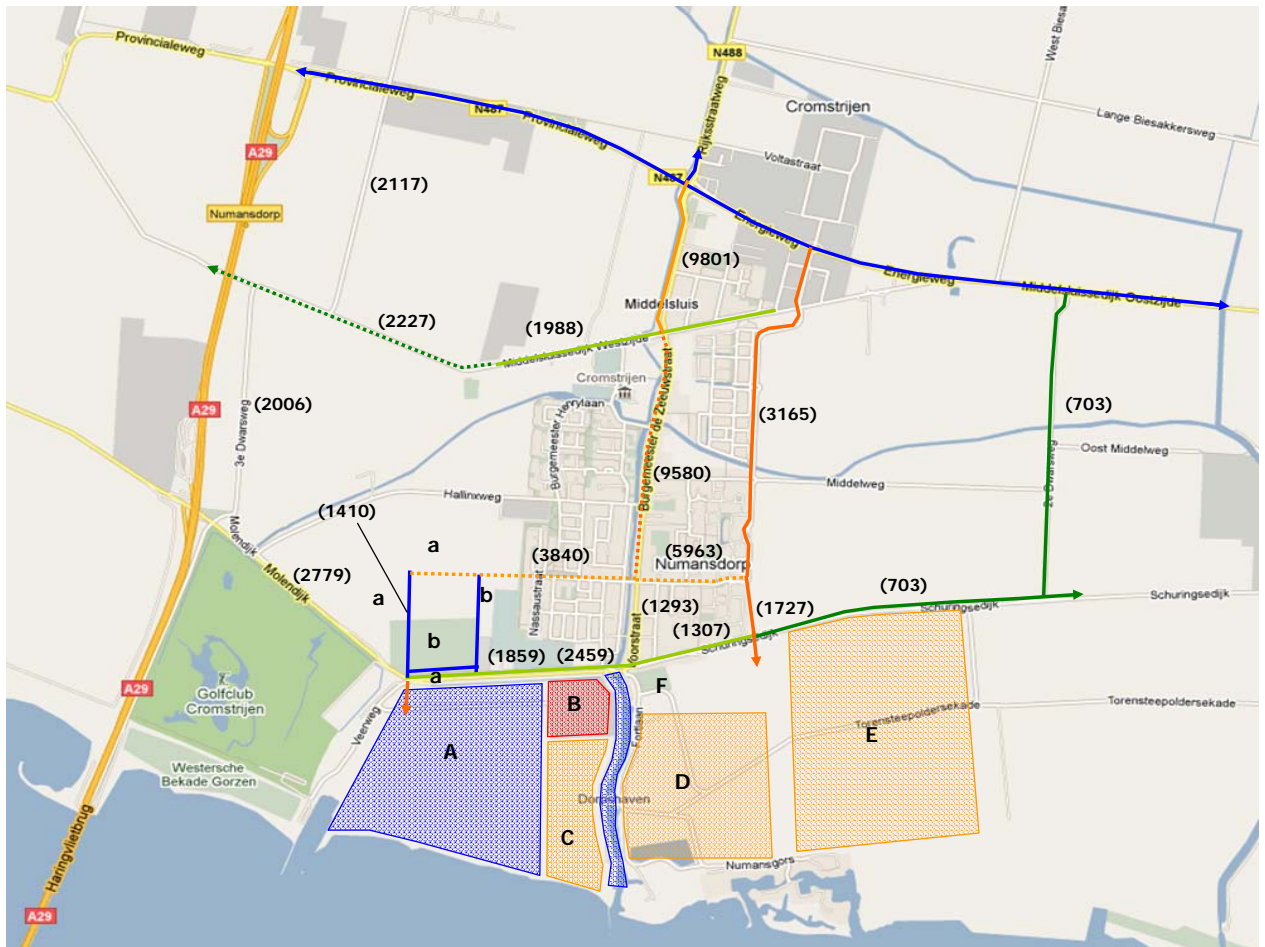 Provincialeweg
N488
West Biesa
Provincialeweg
N487
Provincialeweg
Rijksstraatweg
Cromstrijen
Lange Biesakkersweg
A29
Voltastraat
N487
(2117)
Numansdorp
Energieweg
(9801)
Energieweg
Middelsluissedijk Oostzijde
Middelsluis
(2227)
(1988)
Middelsluissedijk Westzijde
Cromstrijen
Burgemeester de Zeeuwstraat
A29
(2006)
3e Dwarsweg
Burgemeester Henrylaan
(3165)
(703)
Oost Middelweg
(9580)
Middelweg
2e Dwarsweg
Hallinxweg
(1410)
Molendijk
a
(3840)
(5963)
Numansdorp
Molendijk
(2779)
a
b
Nassaustraat
(703)
Schuringsedijk
Schuringsedijk
(1293)
(1727)
(1307)
Schuringsedijk
Voorstraat
b
(1859)
(2459)
a
F
A29
Golfclub
Cromstrijen
Veerweg
B
Fortlaan
Torensteepoldersekade
Torensteepoldersekade
E
A
D
Westersche
Bekade Gorzen
C
Numansgors
Haringvlietbrug
A29